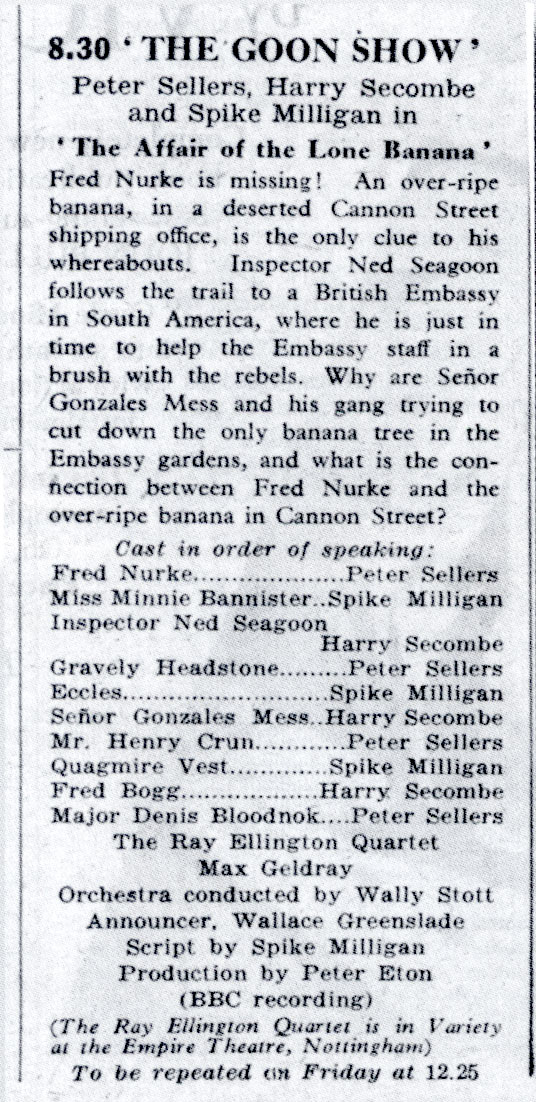 8.30 ‘ THE GOON SHOW ’
Peter Sellers, Harry Secombe
and Spike Milligan in
‘ The Affair of the Lone Banana ’
Fred Nurke is missing! An over-ripe
banana, in a deserted Cannon Street
shipping office, is the only clue to his
whereabouts. Inspector Ned Seagoon
follows the trail to a British Embassy
in South America, where he is just in
time to help the Embassy staff in a
brush with the rebels. Why are Señor
Gonzales Mess and his gang trying to
cut down the only banana tree in the
Embassy gardens, and what is the con-
nection between Fred Nurke and the
over-ripe banana in Cannon Street?
Cast in order of speaking:
Fred Nurke.....................Peter Sellers
Miss Minnie Bannister..Spike Milligan
Inspector Ned Seagoon
Harry Secombe
Gravely Headstone.........Peter Sellers
Eccles............................Spike Milligan
Señor Gonzales Mess..Harry Secombe
Mr. Henry Crun............Peter Sellers
Quagmire Vest.............Spike Milligan
Fred Bogg...................Harry Secombe
Major Denis Bloodnok....Peter Sellers
The Ray Ellington Quartet
Max Geldray
Orchestra conducted by Wally Stott
Announcer, Wallace Greenslade
Script by Spike Milligan
Production by Peter Eton
(BBC recording)
(The Ray Ellington Quartet is in Variety
at the Empire Theatre, Nottingham)
To be repeated on Friday at 12.25